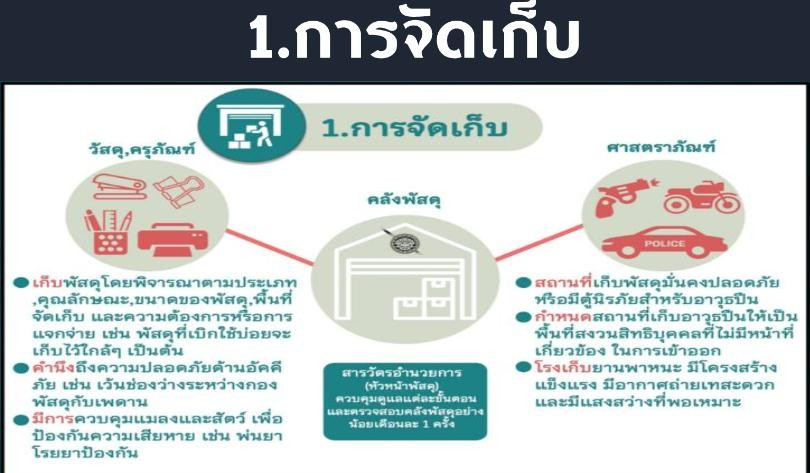 1.การจัดเก็บ
1.การจัดเก็บ
วัสดุ,ครุภัณฑ์
คลังพัสดุ
ศาสตราภัณฑ์
POLICE
เก็บพัสดุโดยพิจารณาตามประเภท
,คุณลักษณะ,ขนาดของพัสดุ,พื้นที่
จัดเก็บ และความต้องการหรือการ
แจกจ่าย เช่น พัสดุที่เบิกใช้บ่อยจะ
เก็บไว้ใกล้ๆ เป็นต้น
คำนึงถึงความปลอดภัยด้านอัคคี
ภัย เช่น เว้นช่องว่างระหว่างกอง
พัสดุกับเพดาน
มีการควบคุมแมลงและสัตว์ เพื่อ
ป้องกันความเสียหาย เช่น พ่นยา
โรยยาป้องกัน
สารวัตรอำนวยการ
(หัวหน้าพัสดุ)
ควบคุมดูแลแต่ละขั้นตอน
และตรวจสอบคลังพัสดุอย่าง
น้อยเดือนละ 1 ครั้ง
สถานที่เก็บพัสดุมั่นคงปลอดภัย
หรือมีตู้นิรภัยสำหรับอาวุธปืน
กำหนดสถานที่เก็บอาวุธปืนให้เป็น
พื้นที่สงวนสิทธิบุคคลที่ไม่มีหน้าที่
เกี่ยวข้อง ในการเข้าออก
โรงเก็บยานพาหนะ มีโครงสร้าง
แข็งแรง มีอากาศถ่ายเทสะดวก
และมีแสงสว่างที่พอเหมาะ